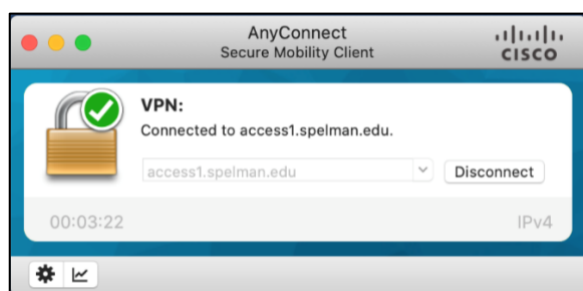 AnyConnect
Secure Mobility Client
CISCO
VPN:
Connected to access1.spelman.edu.
access1.spelman.edu
Disconnect
00:03:22
IPv4